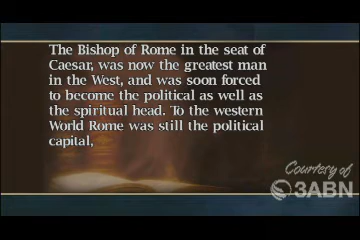 The Bishop of Rome in the seat of
Caesar, was now the greatest man
in the West, and was soon forced
to become the political as well as
the spiritual head. To the western
World Rome was still the political
capital,
Courtesy of
3ABN